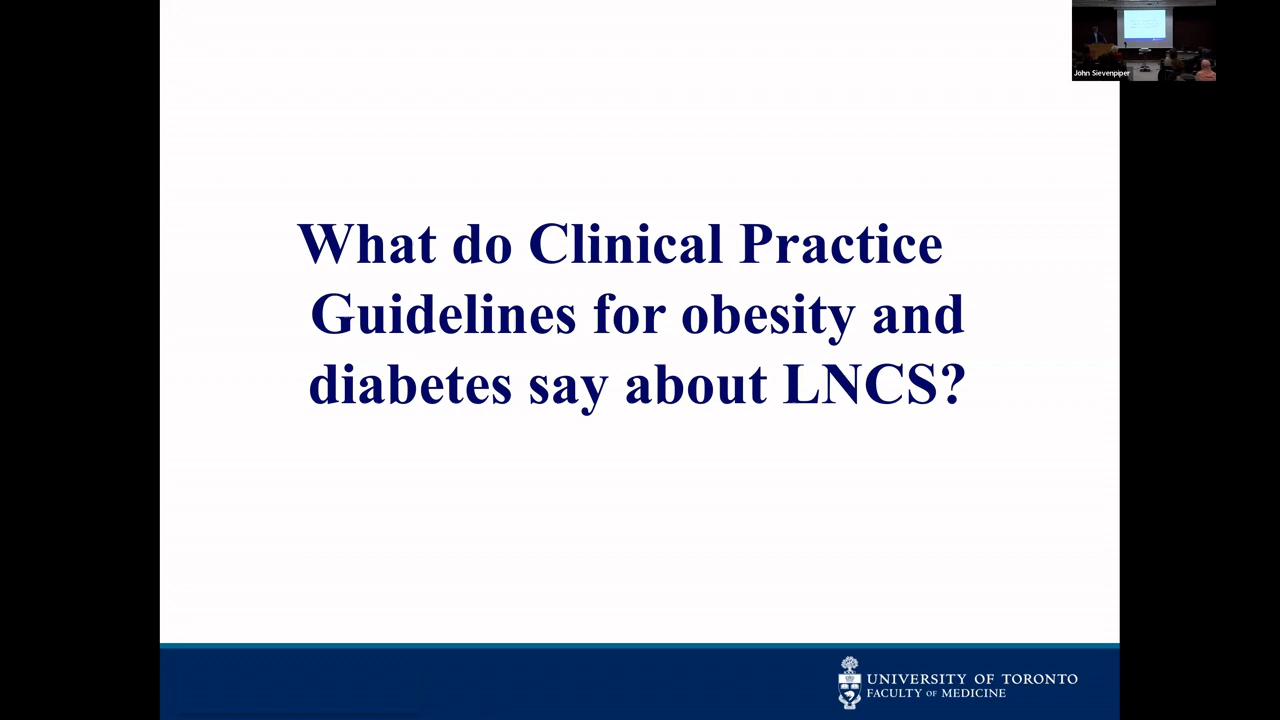 John Sievenpiper
What do Clinical Practice
Guidelines for obesity and
diabetes say about LNCS?
UNIVERSITY OF TORONTO
FACULTY OF MEDICINE